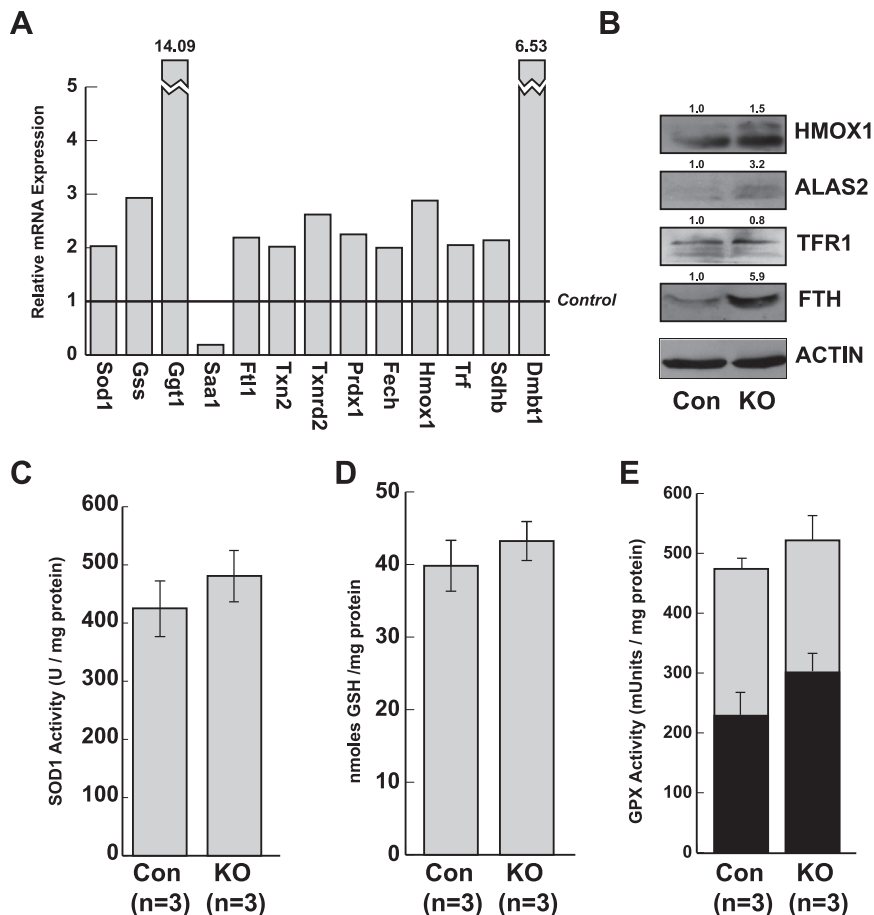 A
14.09
6.53
Relative mRNA Expression
5
4
3
2
1
0
Control
Sod1
Gss
Ggt1
Saa1
Ftl1
Txn2
Txnrd2
Prdx1
Fech
Hmox1
Trf
Sdhb
Dmbt1
B
1.0 1.5
HMOX1
1.0 3.2
ALAS2
1.0 0.8
TFR1
1.0 5.9
FTH
ACTIN
Con KO
C
SOD1 Activity (U / mg protein)
600
500
400
300
200
100
0
Con KO
(n=3) (n=3)
D
nmoles GSH /mg protein
50
40
30
20
10
0
Con KO
(n=3) (n=3)
E
GPX Activity (mUnits / mg protein)
600
500
400
300
200
100
0
Con KO
(n=3) (n=3)